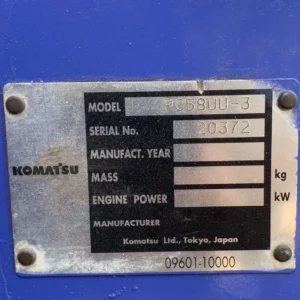 MODEL PC58UU-3
SERIAL No. 20372
MANUFACT. YEAR
KOMATSU
MASS kg
ENGINE POWER kW
MANUFACTURER
Komatsu Ltd., Tokyo, Japan
09601-10000